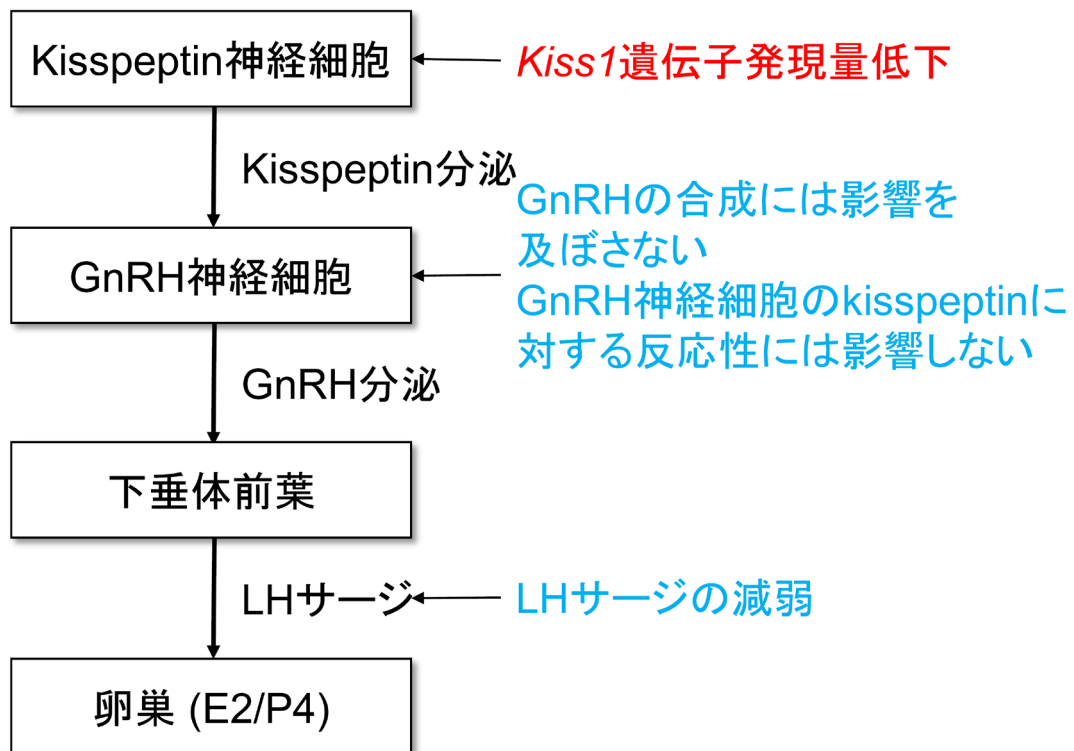 Kisspeptin神経細胞
Kiss1遺伝子発現量低下
Kisspeptin分泌
GnRHの合成には影響を
及ぼさない
GnRH神経細胞
GnRH神経細胞のkisspeptinに
対する反応性には影響しない
GnRH分泌
下垂体前葉
LHサージ
LHサージの減弱
卵巣 (E2/P4)